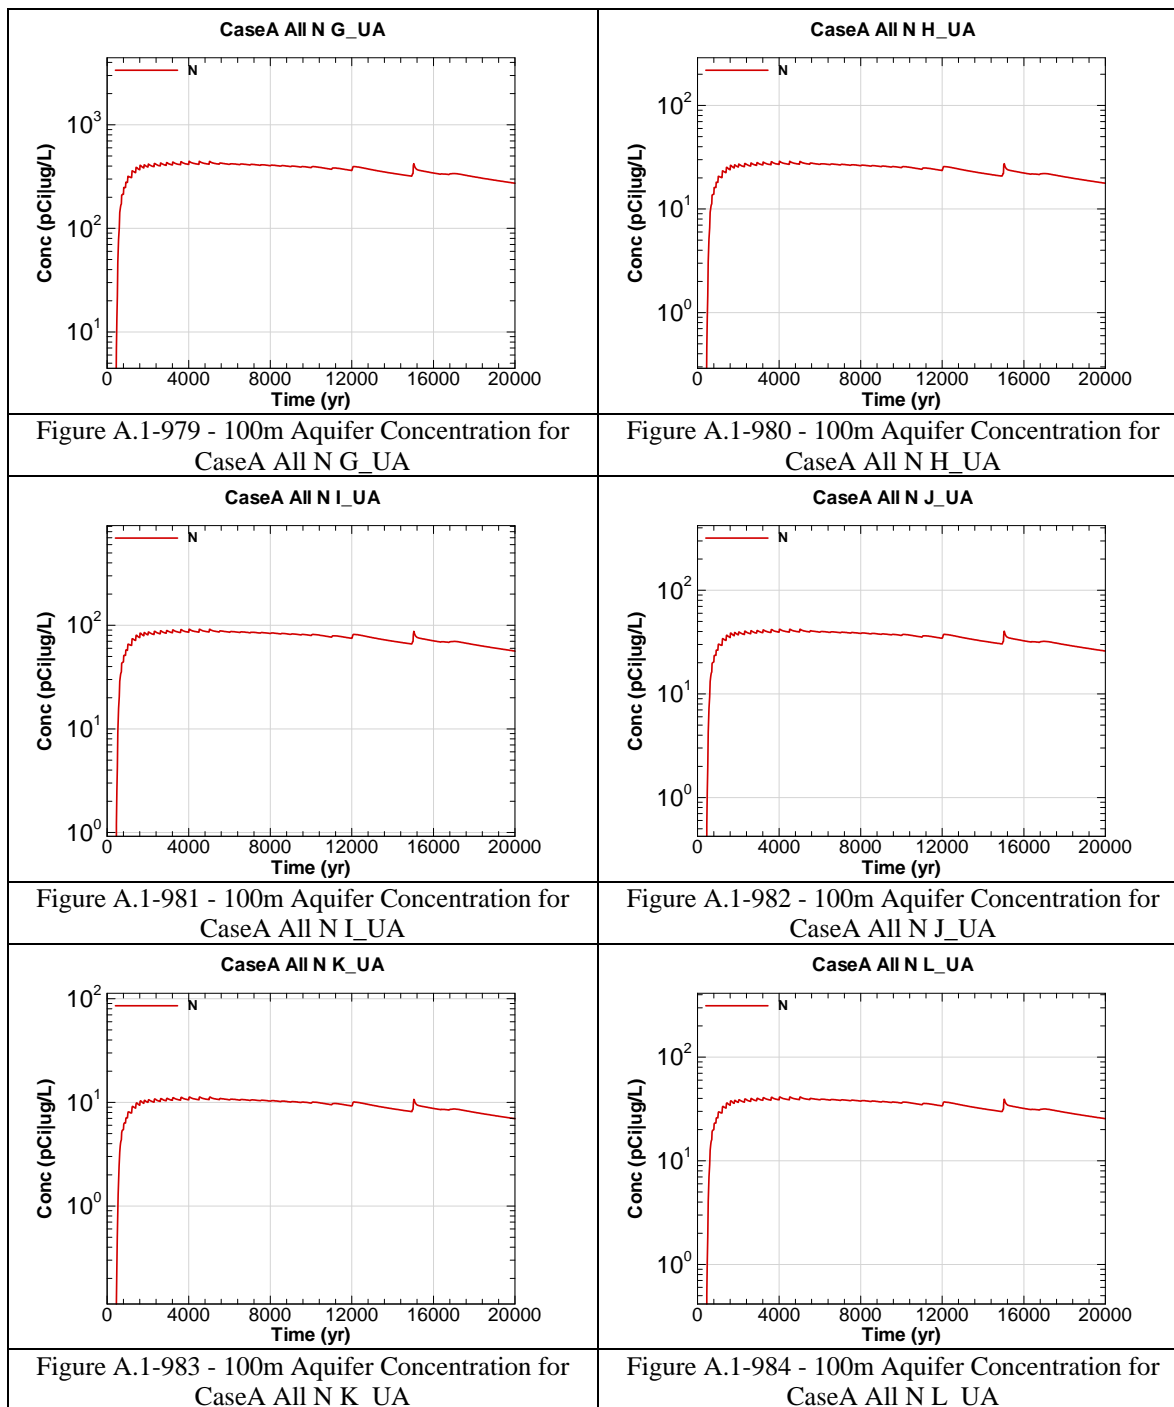 CaseA All N G_UA
N
10^3
10^2
10^1
Conc (pCi|ug/L)
0 4000 8000 12000 16000 20000
Time (yr)
Figure A.1-979 - 100m Aquifer Concentration for
CaseA All N G_UA
CaseA All N H_UA
N
10^2
10^1
10^0
Conc (pCi|ug/L)
0 4000 8000 12000 16000 20000
Time (yr)
Figure A.1-980 - 100m Aquifer Concentration for
CaseA All N H_UA
CaseA All N I_UA
N
10^2
10^1
10^0
Conc (pCi|ug/L)
0 4000 8000 12000 16000 20000
Time (yr)
Figure A.1-981 - 100m Aquifer Concentration for
CaseA All N I_UA
CaseA All N J_UA
N
10^2
10^1
10^0
Conc (pCi|ug/L)
0 4000 8000 12000 16000 20000
Time (yr)
Figure A.1-982 - 100m Aquifer Concentration for
CaseA All N J_UA
CaseA All N K_UA
N
10^2
10^1
10^0
Conc (pCi|ug/L)
0 4000 8000 12000 16000 20000
Time (yr)
Figure A.1-983 - 100m Aquifer Concentration for
CaseA All N K_UA
CaseA All N L_UA
N
10^2
10^1
10^0
Conc (pCi|ug/L)
0 4000 8000 12000 16000 20000
Time (yr)
Figure A.1-984 - 100m Aquifer Concentration for
CaseA All N L_UA